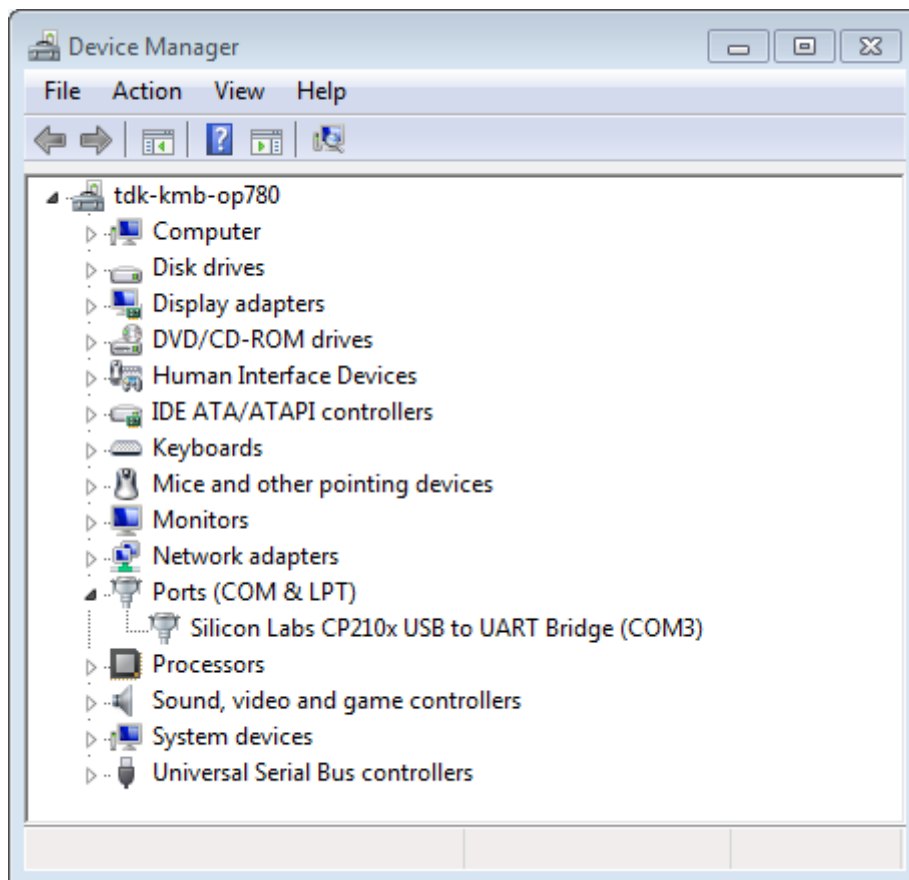 Device Manager
File Action View Help
?
tdk-kmb-op780
Computer
Disk drives
Display adapters
DVD/CD-ROM drives
Human Interface Devices
IDE ATA/ATAPI controllers
Keyboards
Mice and other pointing devices
Monitors
Network adapters
Ports (COM & LPT)
Silicon Labs CP210x USB to UART Bridge (COM3)
Processors
Sound, video and game controllers
System devices
Universal Serial Bus controllers